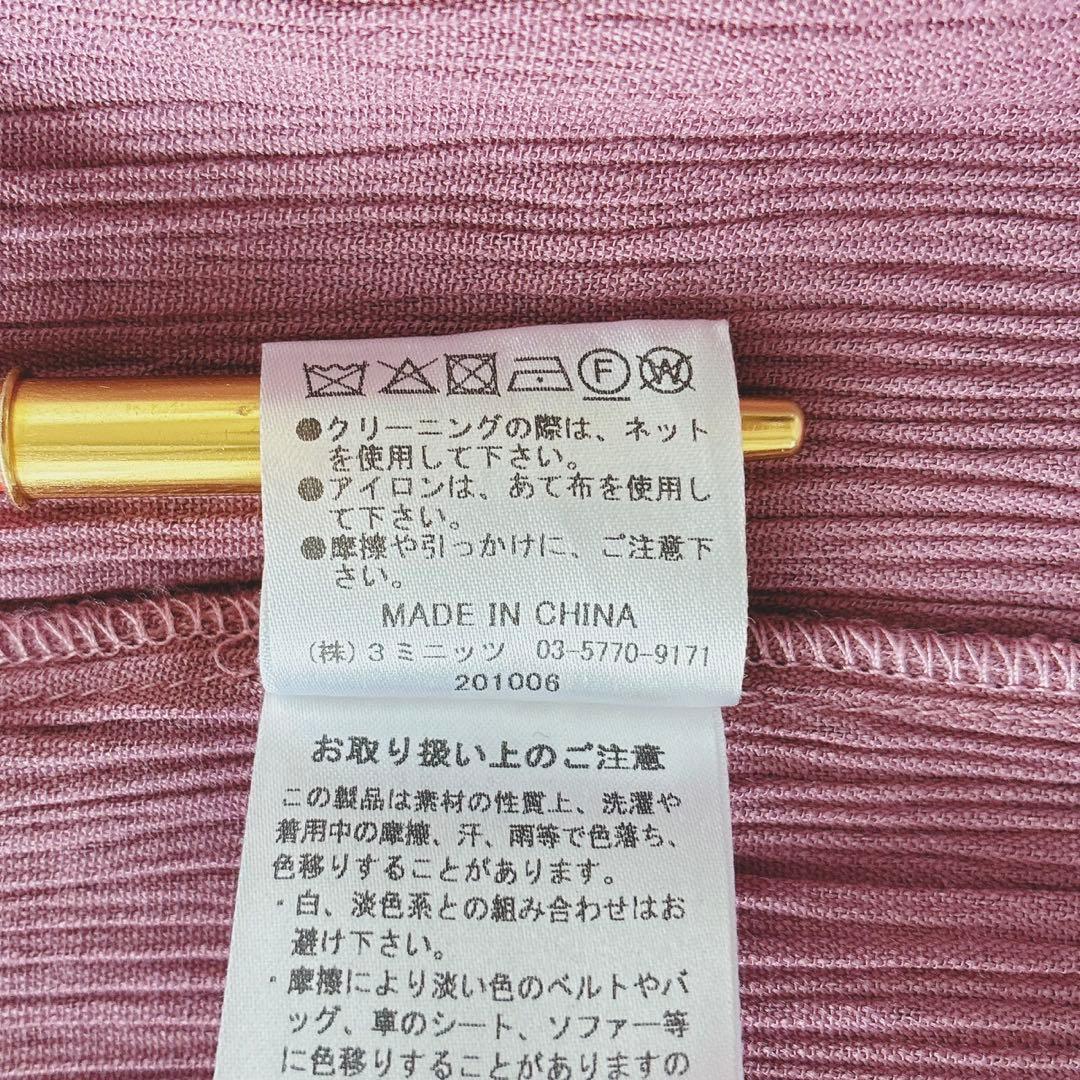 F W
●クリーニングの際は、ネット
を使用して下さい。
●アイロンは、あて布を使用し
て下さい。
●摩擦や引っかけに、ご注意下
さい。
MADE IN CHINA
(株)3ミニッツ 03-5770-9171
201006
お取り扱い上のご注意
この製品は素材の性質上、洗濯や
着用中の摩擦、汗、雨等で色落ち、
色移りすることがあります。
・白、淡色系との組み合わせはお
避け下さい。
・摩擦により淡い色のベルトやバ
ッグ、車のシート、ソファー等
に色移りすることがありますの